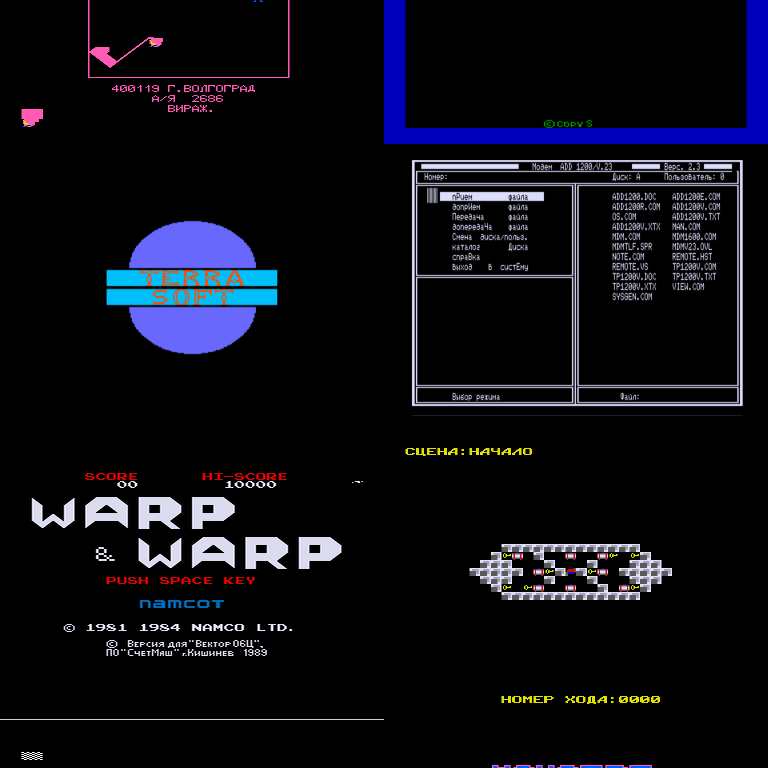 400119 Г.ВОЛГОГРАД
А/Я 2686
ВИРАЖ.
© Copy S
TERRA
SOFT
Модем ADD 1200/V.23 Верс. 2.3
Номер: Диск: A Пользователь: 0
пРием файла
допрИем файла
Передача файла
допередаЧа файла
Смена диска/польз.
каталог Диска
спраВка
Выход в систЕму
ADD1200.DOC ADD1200E.COM
ADD1200R.COM ADD1200V.COM
OS.COM ADD1200V.TXT
ADD1200V.XTX MAN.COM
MDM.COM MDM1600.COM
MDMTLF.SPR MDMV23.OVL
NOTE.COM REMOTE.HST
REMOTE.VS TP1200V.COM
TP1200V.DOC TP1200V.TXT
TP1200V.XTX VIEW.COM
SYSGEN.COM
Выбор режима Файл:
SCORE HI-SCORE
00 10000
WARP
& WARP
PUSH SPACE KEY
namcot
© 1981 1984 NAMCO LTD.
© Версия для "Вектор 06Ц".
ПО "СчетМаш" г.Кишинев 1989
СЦЕНА:НАЧАЛО
НОМЕР ХОДА:0000